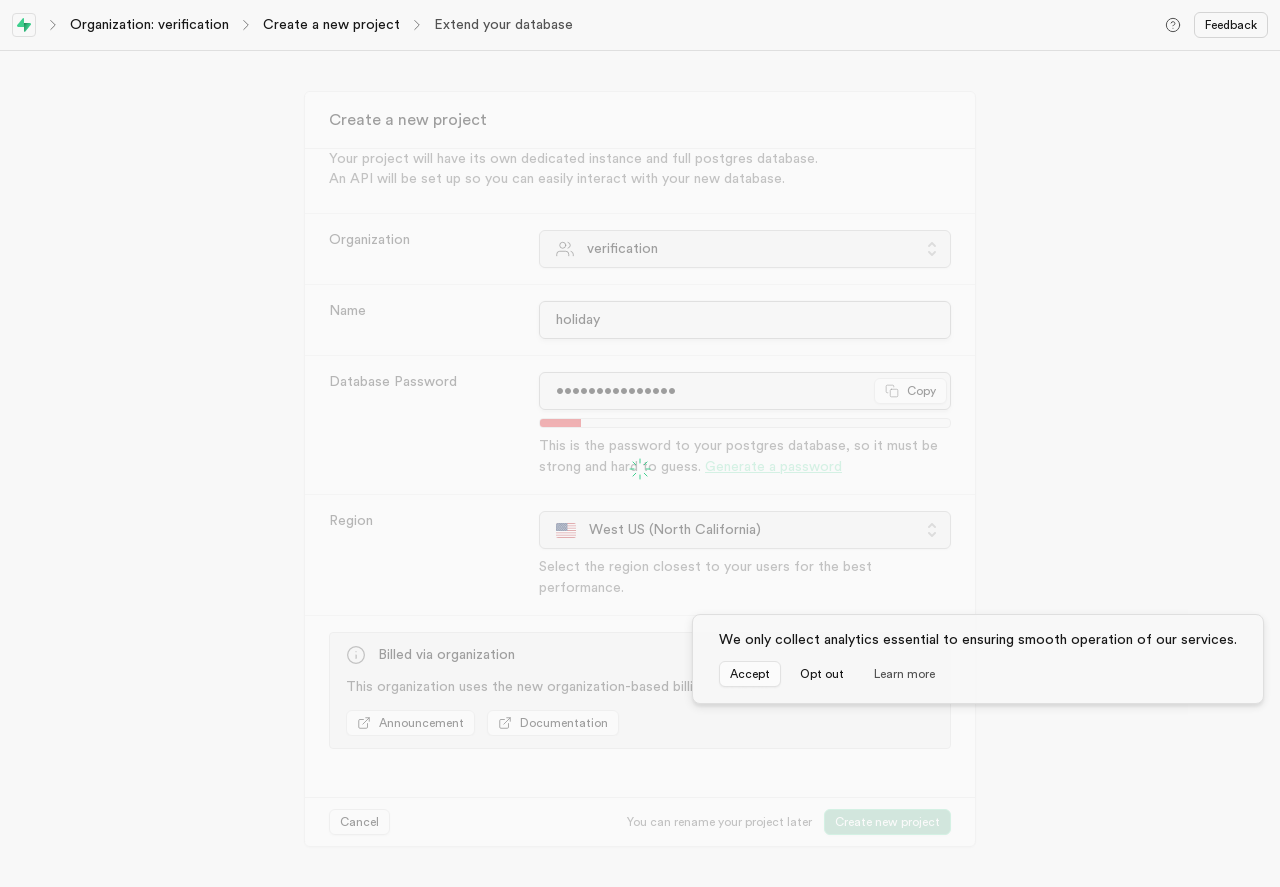 Organization: verification
Create a new project
Extend your database
Feedback
Create a new project
Your project will have its own dedicated instance and full postgres database.
An API will be set up so you can easily interact with your new database.
Organization
verification
Name
holiday
Database Password
●●●●●●●●●●●●●●●
Copy
This is the password to your postgres database, so it must be
strong and hard to guess. Generate a password
Region
West US (North California)
Select the region closest to your users for the best
performance.
We only collect analytics essential to ensuring smooth operation of our services.
Accept
Opt out
Learn more
Billed via organization
This organization uses the new organization-based
Announcement
Documentation
Cancel
You can rename your project later
Create new project